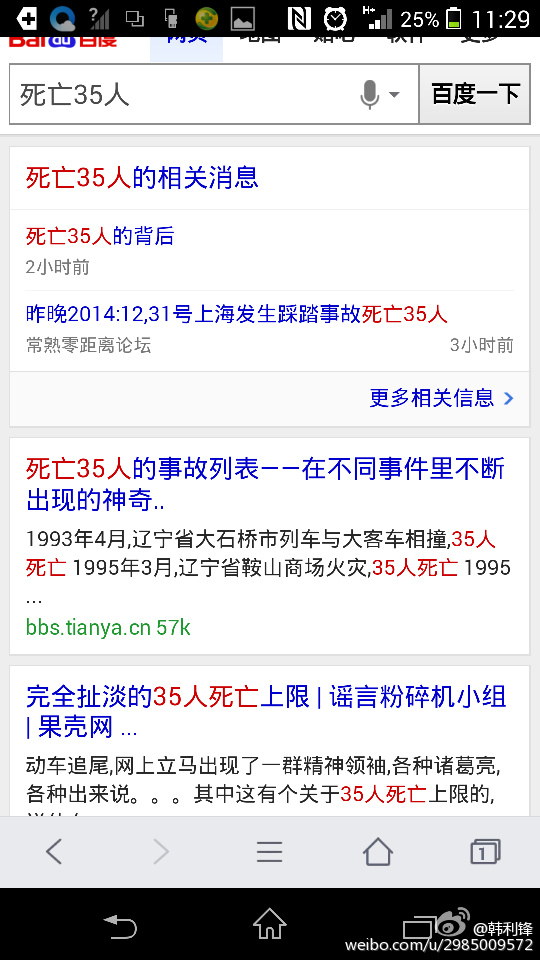 25% 11:29
Bai 百度 网页 地图 贴吧 软件 更多
死亡35人
百度一下
死亡35人的相关消息
死亡35人的背后
2小时前
昨晚2014:12,31号上海发生踩踏事故死亡35人
常熟零距离论坛 3小时前
更多相关信息 >
死亡35人的事故列表——在不同事件里不断
出现的神奇..
1993年4月,辽宁省大石桥市列车与大客车相撞,35人
死亡 1995年3月,辽宁省鞍山商场火灾,35人死亡 1995
...
bbs.tianya.cn 57k
完全扯淡的35人死亡上限 | 谣言粉碎机小组
| 果壳网 ...
动车追尾,网上立马出现了一群精神领袖,各种诸葛亮,
各种出来说。。。其中这有个关于35人死亡上限的,
1
@韩利锋
weibo.com/u/2985009572